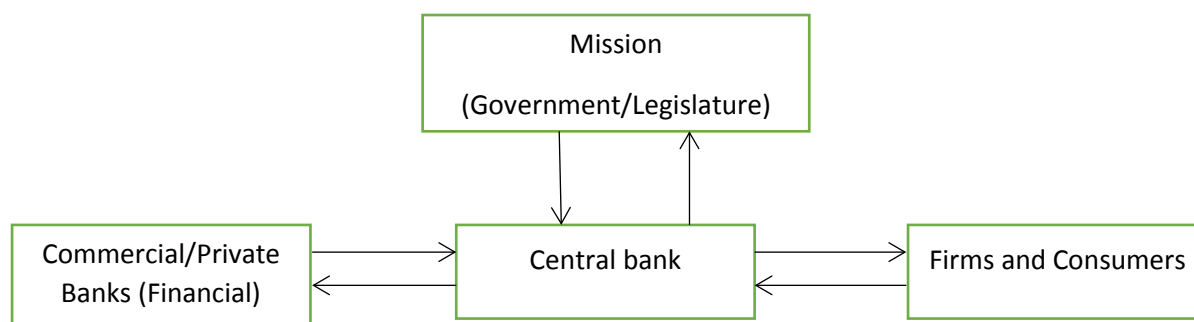 Mission
(Government/Legislature)
Commercial/Private
Banks (Financial)
Central bank
Firms and Consumers